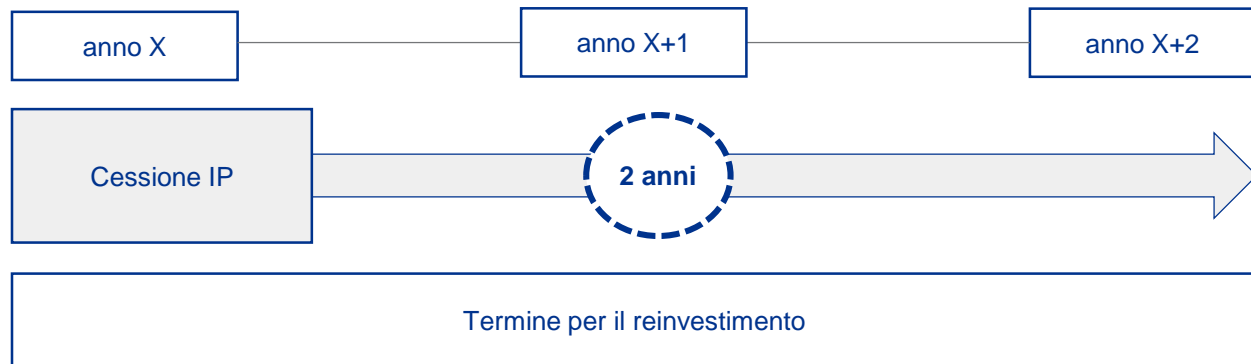 anno X
anno X+1
anno X+2
Cessione IP
2 anni
Termine per il reinvestimento